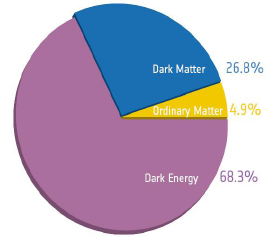 Dark Matter 26.8%
Ordinary Matter 4.9%
Dark Energy 68.3%